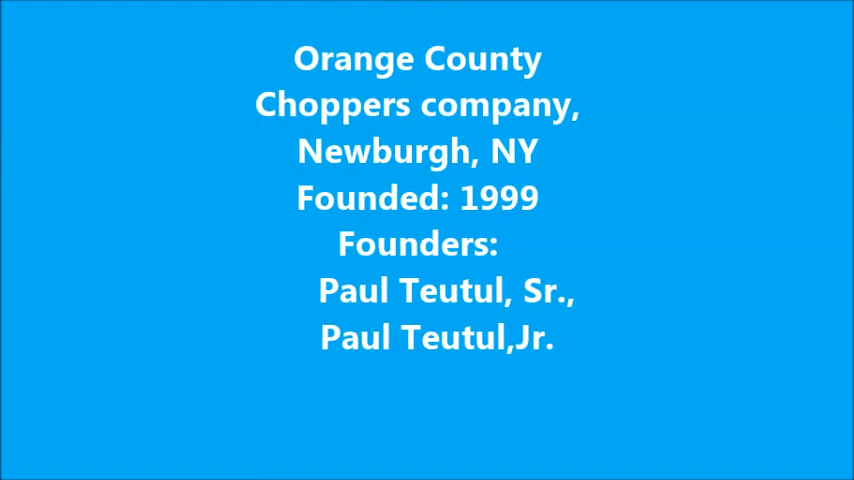 Orange County
Choppers company,
Newburgh, NY
Founded: 1999
Founders:
Paul Teutul, Sr.,
Paul Teutul,Jr.